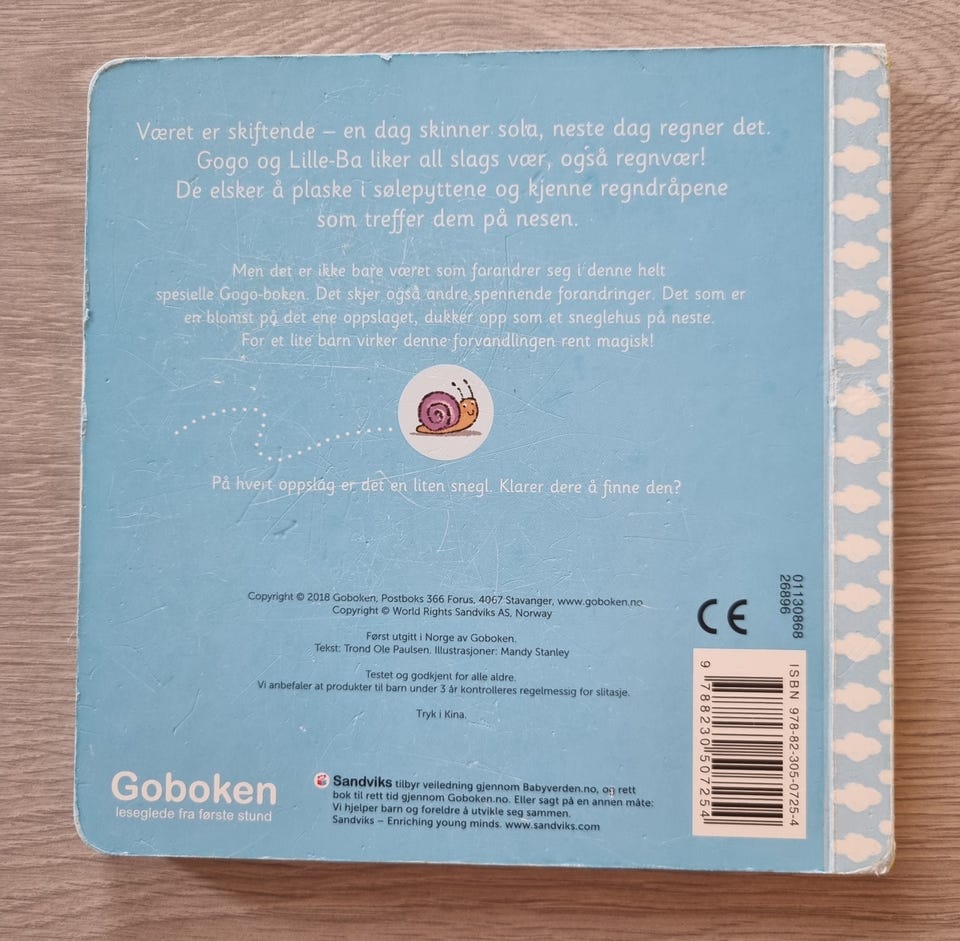 Været er skiftende – en dag skinner sola, neste dag regner det.
Gogo og Lille-Ba liker all slags vær, også regnvær!
De elsker å plaske i sølepyttene og kjenne regndråpene
som treffer dem på nesen.
Men det er ikke bare været som forandrer seg i denne helt
spesielle Gogo-boken. Det skjer også andre spennende forandringer. Det som er
en blomst på det ene oppslaget, dukker opp som et sneglehus på neste.
For et lite barn virker denne forvandlingen rent magisk!
På hvert oppslag er det en liten snegl. Klarer dere å finne den?
Copyright © 2018 Goboken, Postboks 366 Forus, 4067 Stavanger, www.goboken.no
Copyright © World Rights Sandviks AS, Norway
Først utgitt i Norge av Goboken.
Tekst: Trond Ole Paulsen. Illustrasjoner: Mandy Stanley
Testet og godkjent for alle aldre.
Vi anbefaler at produkter til barn under 3 år kontrolleres regelmessig for slitasje.
Tryk i Kina.
Goboken
leseglede fra første stund
Sandviks tilbyr veiledning gjennom Babyverden.no, og rett
bok til rett tid gjennom Goboken.no. Eller sagt på en annen måte:
Vi hjelper barn og foreldre å utvikle seg sammen.
Sandviks – Enriching young minds. www.sandviks.com
CE
01130868
26896
ISBN 978-82-305-0725-4
9 788230 507254